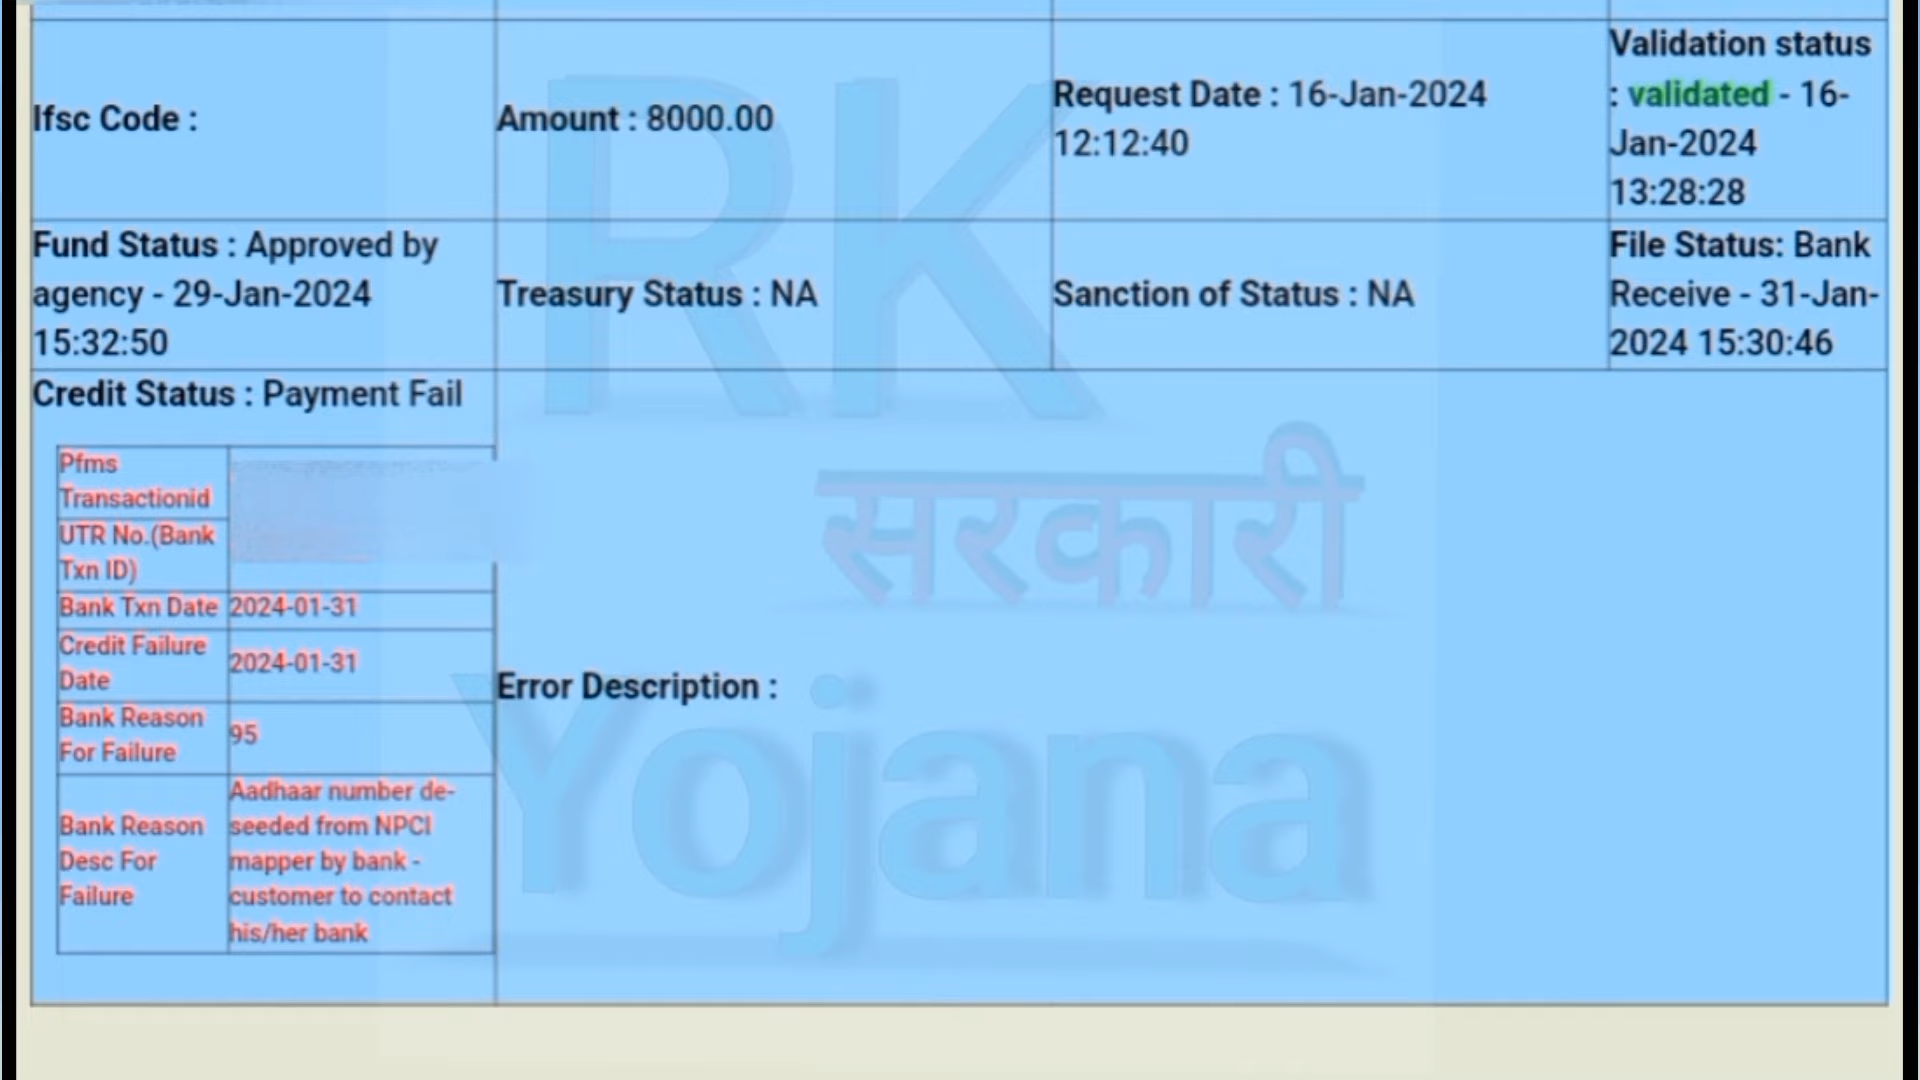 Ifsc Code :
Amount : 8000.00
Request Date : 16-Jan-2024
12:12:40
Validation status
: validated - 16-
Jan-2024
13:28:28
Fund Status : Approved by
agency - 29-Jan-2024
15:32:50
Treasury Status : NA
Sanction of Status : NA
File Status: Bank
Receive - 31-Jan-
2024 15:30:46
Credit Status : Payment Fail
Pfms
Transactionid
UTR No.(Bank
Txn ID)
Bank Txn Date 2024-01-31
Credit Failure
Date
2024-01-31
Bank Reason
For Failure
95
Bank Reason
Desc For
Failure
Aadhaar number de-
seeded from NPCI
mapper by bank -
customer to contact
his/her bank
Error Description :
RK
सरकारी
Yojana